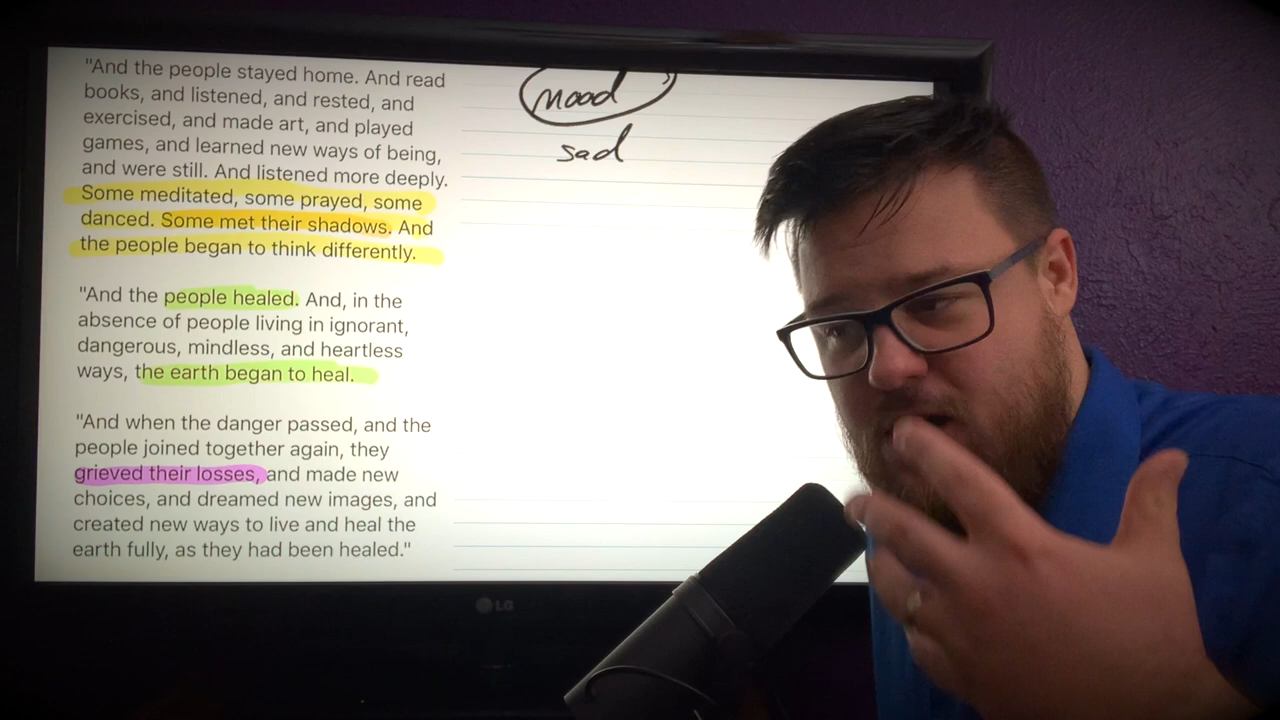 "And the people stayed home. And read
books, and listened, and rested, and
exercised, and made art, and played
games, and learned new ways of being,
and were still. And listened more deeply.
Some meditated, some prayed, some
danced. Some met their shadows. And
the people began to think differently.
"And the people healed. And, in the
absence of people living in ignorant,
dangerous, mindless, and heartless
ways, the earth began to heal.
"And when the danger passed, and the
people joined together again, they
grieved their losses, and made new
choices, and dreamed new images, and
created new ways to live and heal the
earth fully, as they had been healed."
mood
sad
LG